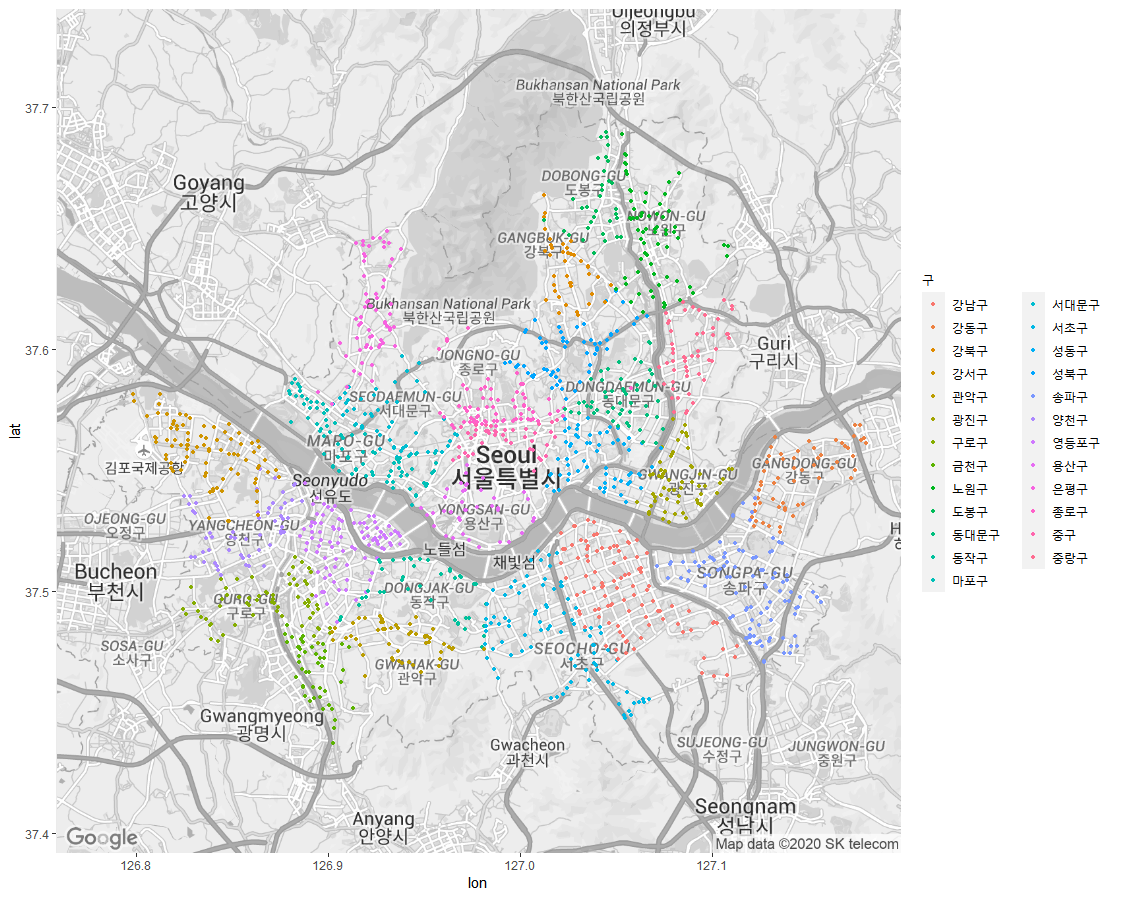 Uijeongbu
의정부시
Bukhansan National Park
북한산국립공원
37.7
DOBONG-GU
도봉구
Goyang
고양시
NOWON-GU
노원구
GANGBUK-GU
강북구
Bukhansan National Park
북한산국립공원
37.6
Guri
구리시
JONGNO-GU
종로구
SEODAEMUN-GU
서대문구
DONGDAEMUN-GU
동대문구
lat
MAPO-GU
마포구
Seoul
서울특별시
김포국제공항
Seonyudo
선유도
GWANGJIN-GU
광진구
GANGDONG-GU
강동구
YONGSAN-GU
용산구
OJEONG-GU
오정구
YANGCHEON-GU
양천구
노들섬
채빛섬
Bucheon
부천시
SONGPA-GU
송파구
DONGJAK-GU
동작구
37.5
GURO-GU
구로구
SOSA-GU
소사구
SEOCHO-GU
서초구
GWANAK-GU
관악구
Gwangmyeong
광명시
Gwacheon
과천시
SUJEONG-GU
수정구
JUNGWON-GU
중원구
Seongnam
성남시
Anyang
안양시
37.4
Google
Map data ©2020 SK telecom
126.8
126.9
127.0
127.1
lon
구
강남구
강동구
강북구
강서구
관악구
광진구
구로구
금천구
노원구
도봉구
동대문구
동작구
마포구
서대문구
서초구
성동구
성북구
송파구
양천구
영등포구
용산구
은평구
종로구
중구
중랑구